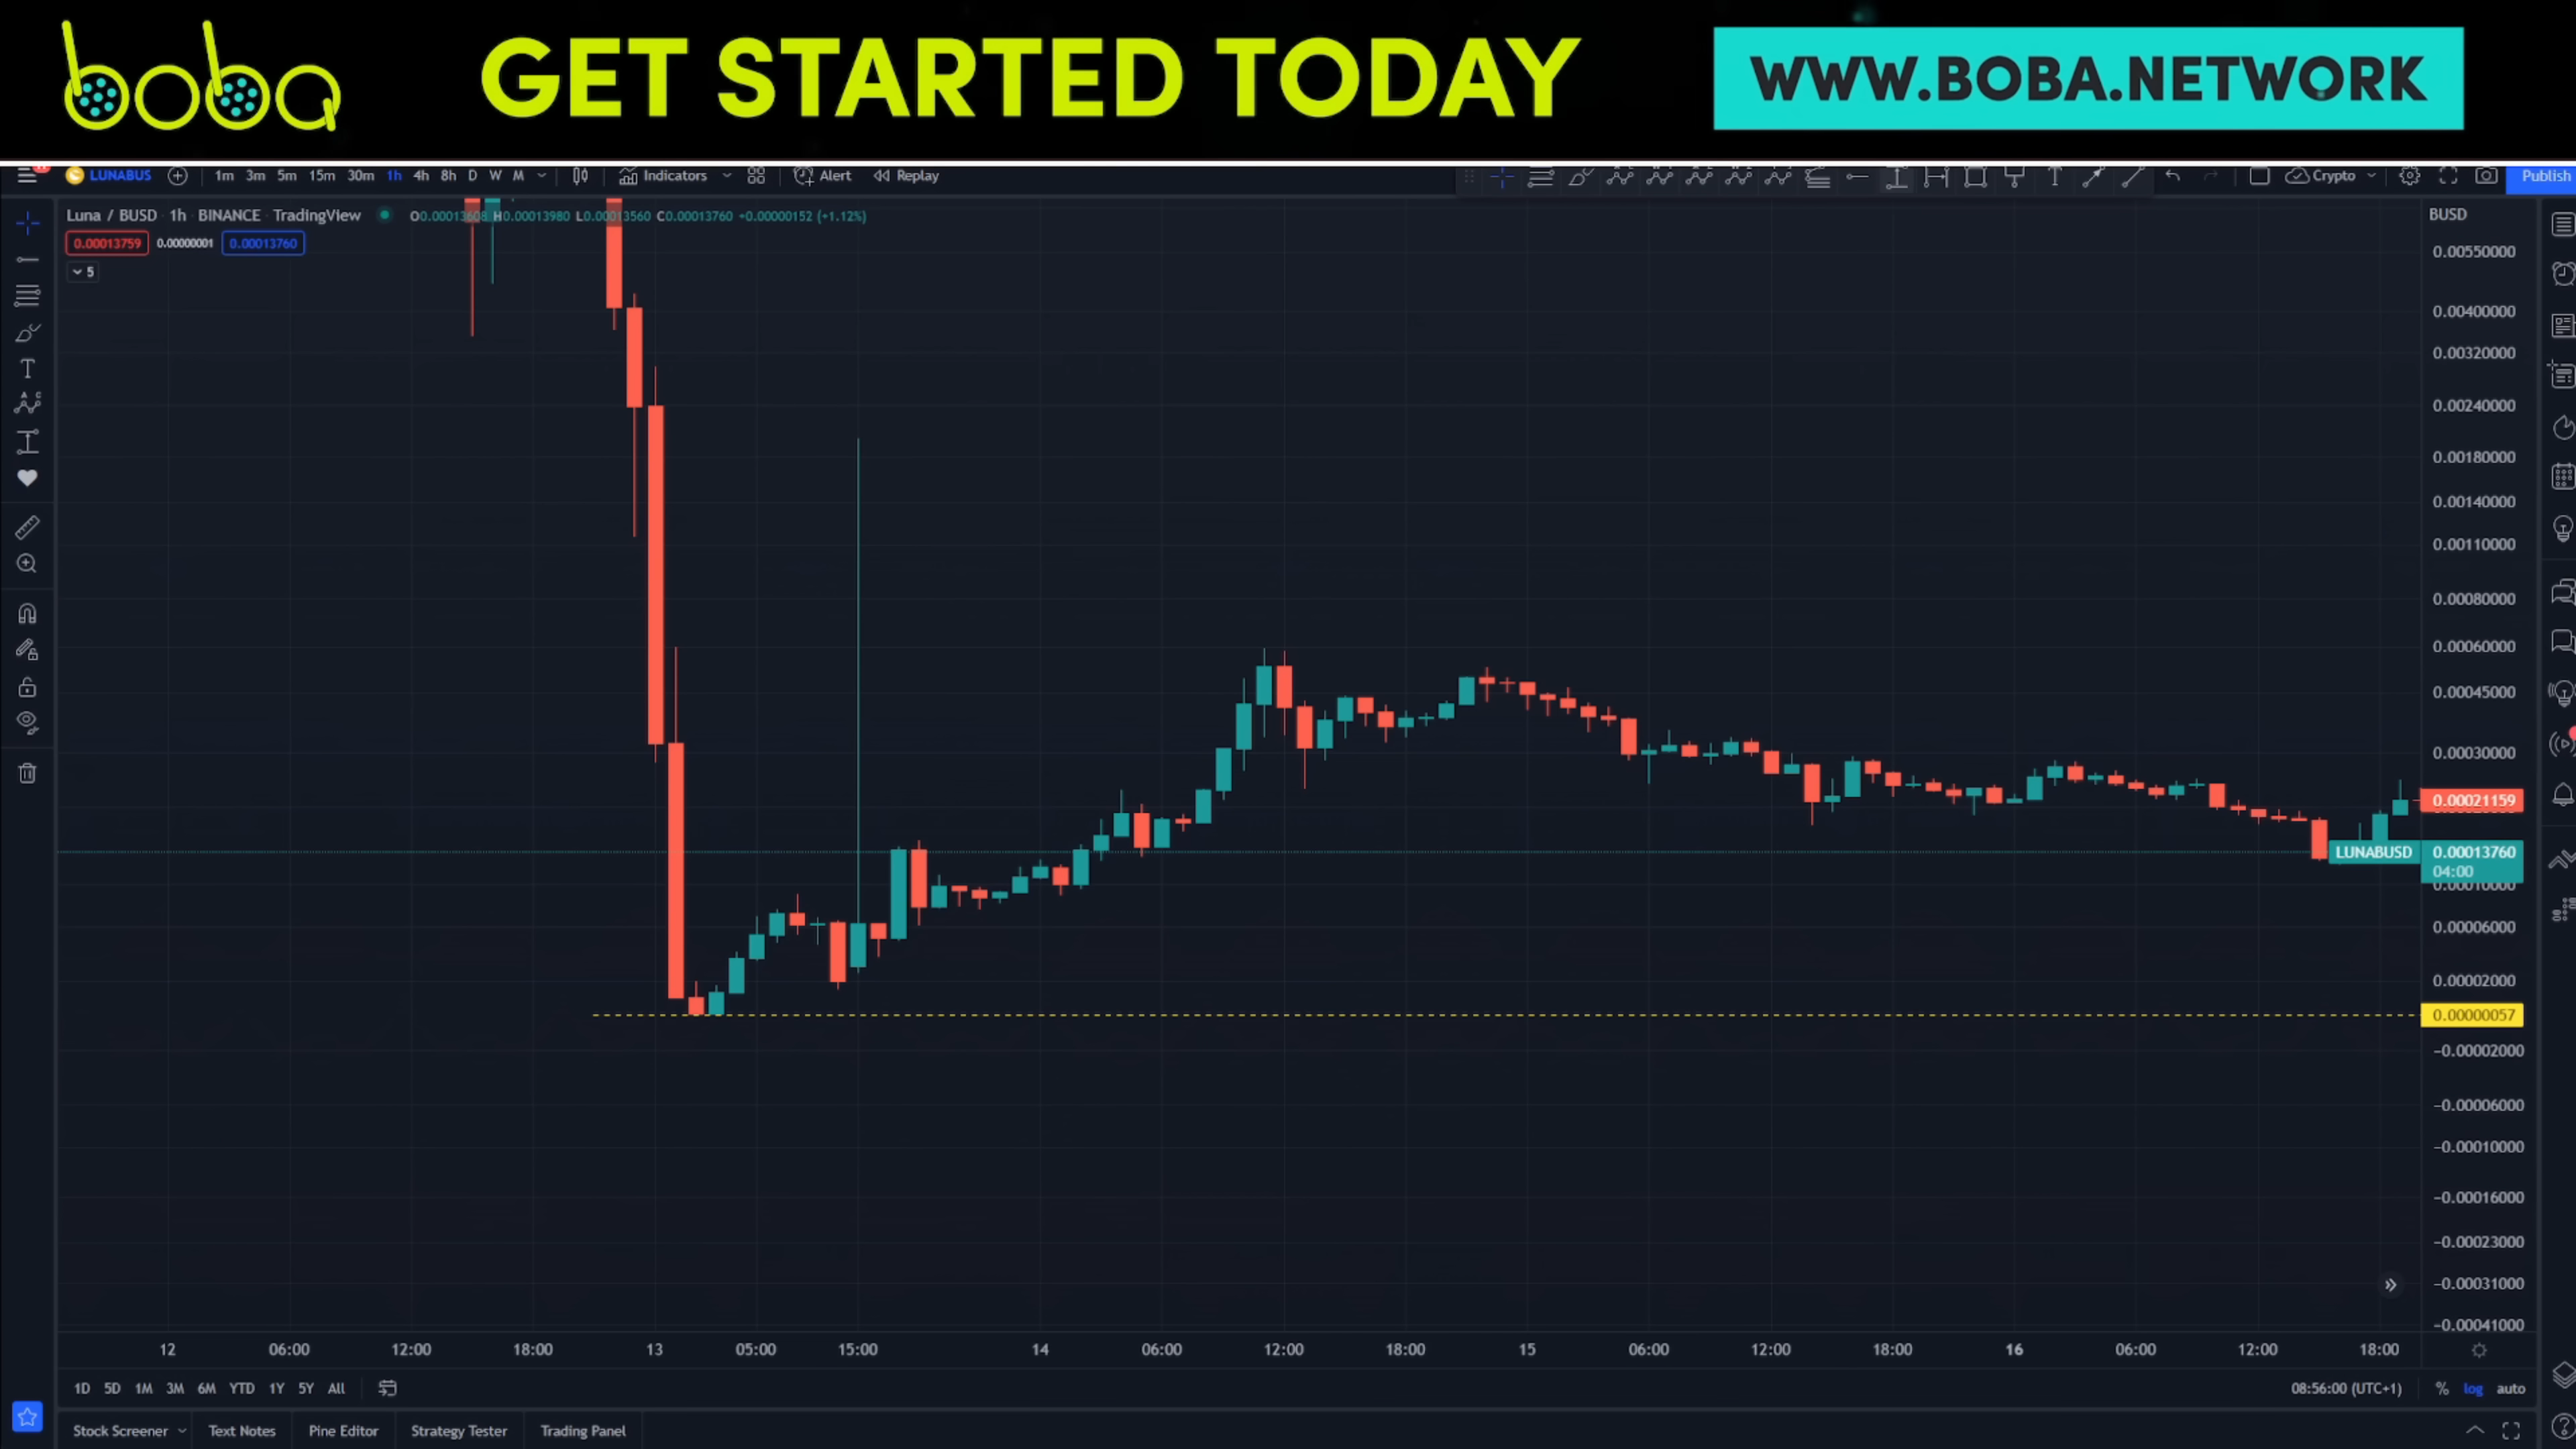 boba GET STARTED TODAY WWW.BOBA.NETWORK
LUNABUS 1m 3m 5m 15m 30m 1h 4h 8h D W M Indicators Alert Replay Crypto Publish
Luna / BUSD 1h BINANCE TradingView O0.00013608 H0.00013980 L0.00013560 C0.00013760 +0.00000152 (+1.12%)
0.00013759 0.00000001 0.00013760
5
BUSD
0.00550000
0.00400000
0.00320000
0.00240000
0.00180000
0.00140000
0.00110000
0.00080000
0.00060000
0.00045000
0.00030000
0.00021159
LUNABUSD 0.00013760
04:00
0.00010000
0.00006000
0.00002000
0.00000057
−0.00002000
−0.00006000
−0.00010000
−0.00016000
−0.00023000
−0.00031000
−0.00041000
12 06:00 12:00 18:00 13 05:00 15:00 14 06:00 12:00 18:00 15 06:00 12:00 18:00 16 06:00 12:00 18:00
1D 5D 1M 3M 6M YTD 1Y 5Y All 08:56:00 (UTC+1) % log auto
Stock Screener Text Notes Pine Editor Strategy Tester Trading Panel